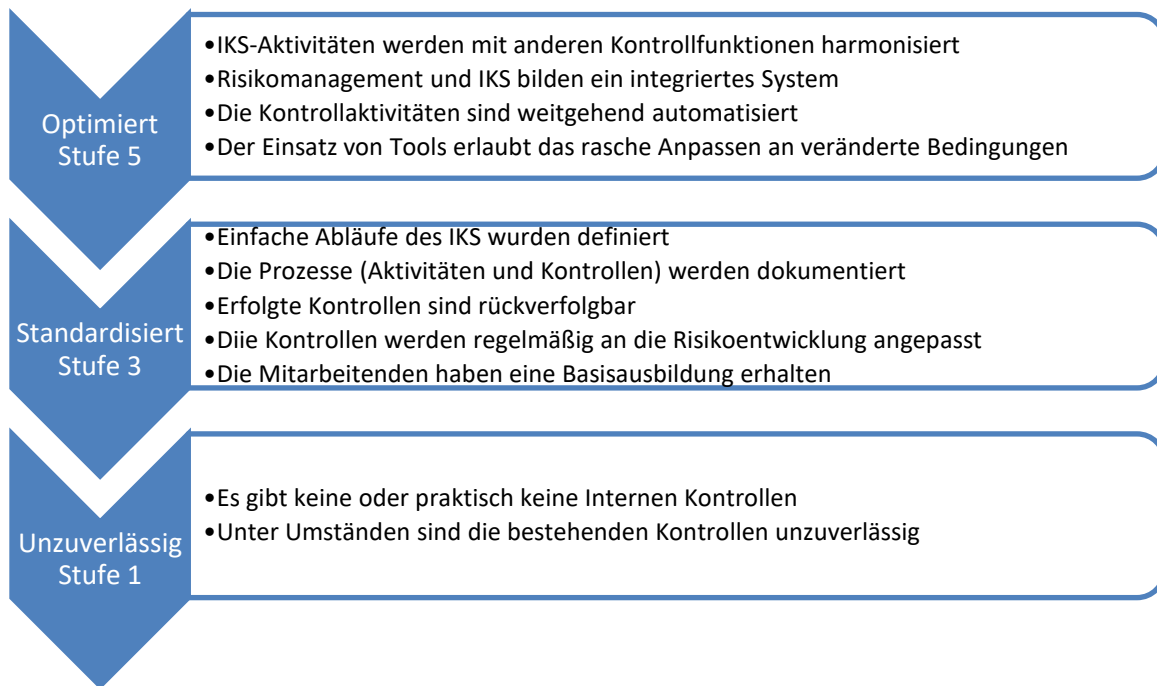 Optimiert
Stufe 5
•IKS-Aktivitäten werden mit anderen Kontrollfunktionen harmonisiert
•Risikomanagement und IKS bilden ein integriertes System
•Die Kontrollaktivitäten sind weitgehend automatisiert
•Der Einsatz von Tools erlaubt das rasche Anpassen an veränderte Bedingungen
Standardisiert
Stufe 3
•Einfache Abläufe des IKS wurden definiert
•Die Prozesse (Aktivitäten und Kontrollen) werden dokumentiert
•Erfolgte Kontrollen sind rückverfolgbar
•Diie Kontrollen werden regelmäßig an die Risikoentwicklung angepasst
•Die Mitarbeitenden haben eine Basisausbildung erhalten
Unzuverlässig
Stufe 1
•Es gibt keine oder praktisch keine Internen Kontrollen
•Unter Umständen sind die bestehenden Kontrollen unzuverlässig